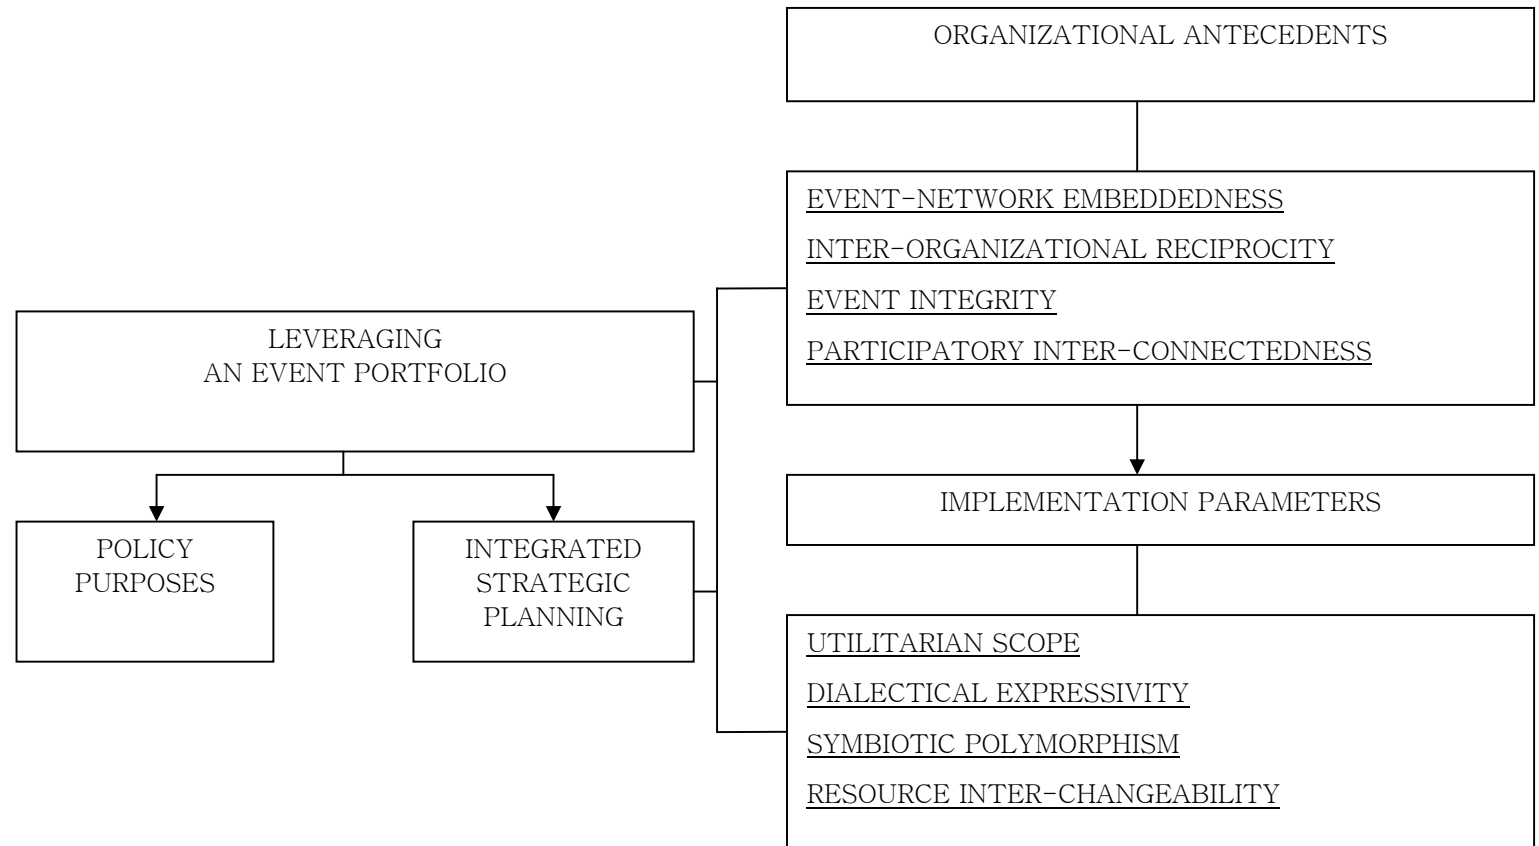 ORGANIZATIONAL ANTECEDENTS
EVENT-NETWORK EMBEDDEDNESS
INTER-ORGANIZATIONAL RECIPROCITY
EVENT INTEGRITY
PARTICIPATORY INTER-CONNECTEDNESS
LEVERAGING
AN EVENT PORTFOLIO
POLICY
PURPOSES
INTEGRATED
STRATEGIC
PLANNING
IMPLEMENTATION PARAMETERS
UTILITARIAN SCOPE
DIALECTICAL EXPRESSIVITY
SYMBIOTIC POLYMORPHISM
RESOURCE INTER-CHANGEABILITY